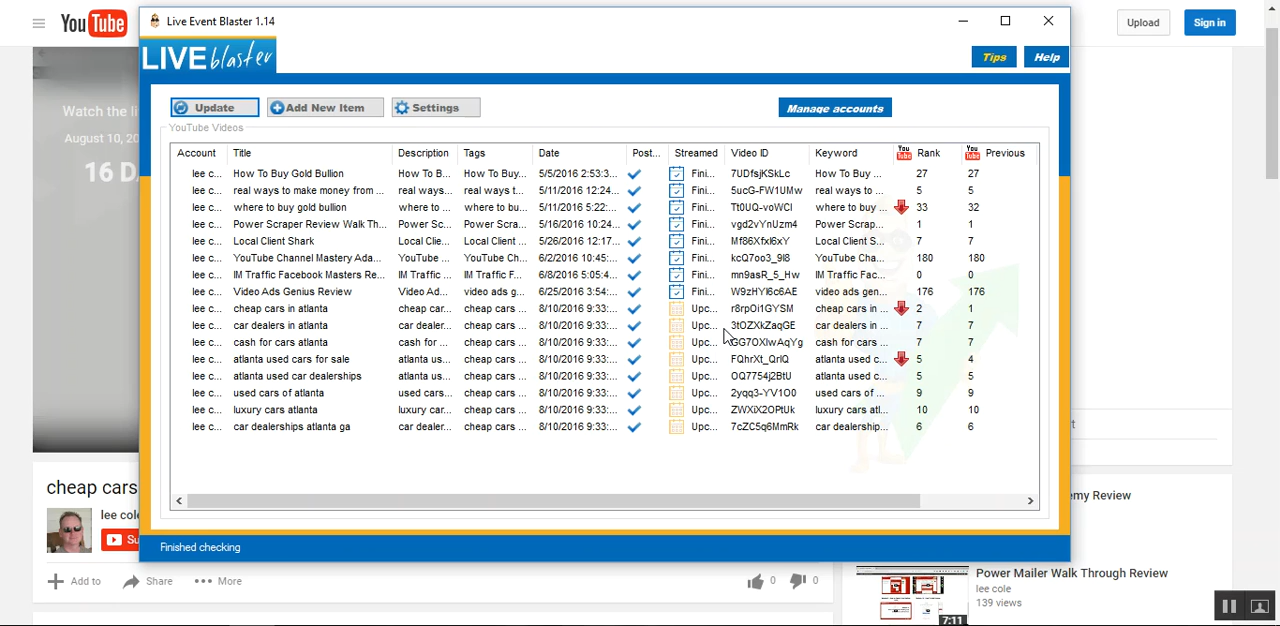 YouTube
Upload
Sign in
Live Event Blaster 1.14
LIVE blaster
Tips
Help
Watch the li
August 10, 20
16 D
Update
Add New Item
Settings
Manage accounts
YouTube Videos
Account Title Description Tags Date Post... Streamed Video ID Keyword You Tube Rank You Tube Previous
lee c... How To Buy Gold Bullion How To B... How To Buy... 5/5/2016 2:53:3... Fini... 7UDfsjKSkLc How To Buy ... 27 27
lee c... real ways to make money from ... real ways... real ways t... 5/11/2016 12:24... Fini... 5ucG-FW1UMw real ways to... 5 5
lee c... where to buy gold bullion where to ... where to bu... 5/11/2016 5:22:... Fini... Tt0UQ-voWCI where to buy ... 33 32
lee c... Power Scraper Review Walk Th... Power Sc... Power Scra... 5/16/2016 10:24... Fini... vgd2vYnUzm4 Power Scrap... 1 1
lee c... Local Client Shark Local Clie... Local Client ... 5/26/2016 12:17... Fini... Mf86XfxI6xY Local Client S... 7 7
lee c... YouTube Channel Mastery Ada... YouTube ... YouTube Ch... 6/2/2016 10:45:... Fini... kcQ7oo3_9I8 YouTube Cha... 180 180
lee c... IM Traffic Facebook Masters Re... IM Traffic ... IM Traffic F... 6/8/2016 5:05:4... Fini... mn9asR_5_Hw IM Traffic Fac... 0 0
lee c... Video Ads Genius Review Video Ad... video ads g... 6/25/2016 3:54:... Fini... W9zHYI6c6AE video ads gen... 176 176
lee c... cheap cars in atlanta cheap car... cheap cars ... 8/10/2016 9:33:... Upc... r8rpOi1GYSM cheap cars in ... 2 1
lee c... car dealers in atlanta car dealer... cheap cars ... 8/10/2016 9:33:... Upc... 3tOZXkZaqGE car dealers in ... 7 7
lee c... cash for cars atlanta cash for ... cheap cars ... 8/10/2016 9:33:... Upc... GG7OXIwAqYg cash for cars ... 7 7
lee c... atlanta used cars for sale atlanta us... cheap cars ... 8/10/2016 9:33:... Upc... FQhrXt_QrlQ atlanta used c... 5 4
lee c... atlanta used car dealerships atlanta us... cheap cars ... 8/10/2016 9:33:... Upc... OQ7754j2BtU atlanta used c... 5 5
lee c... used cars of atlanta used cars... cheap cars ... 8/10/2016 9:33:... Upc... 2yqq3-YV1O0 used cars of ... 9 9
lee c... luxury cars atlanta luxury car... cheap cars ... 8/10/2016 9:33:... Upc... ZWXiX2OPtUk luxury cars atl... 10 10
lee c... car dealerships atlanta ga car dealer... cheap cars ... 8/10/2016 9:33:... Upc... 7cZC5q6MmRk car dealership... 6 6
Finished checking
cheap cars
lee cole
Su
Add to
Share
More
0
0
emy Review
Power Mailer Walk Through Review
lee cole
139 views
7:11